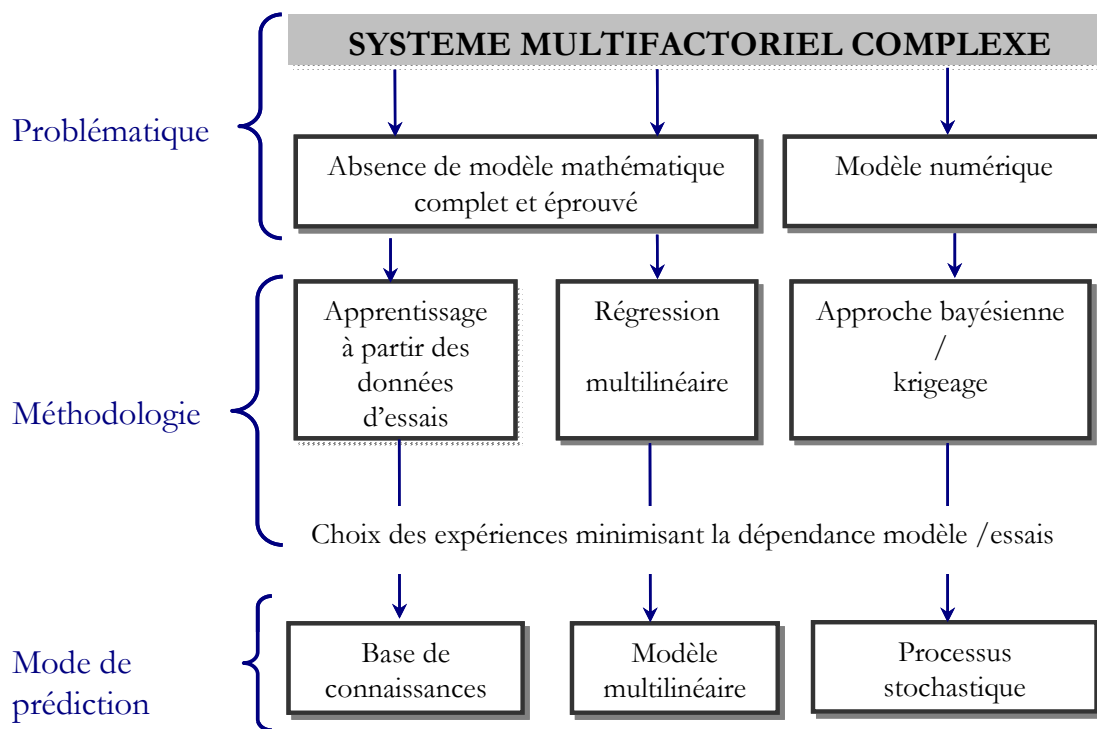 SYSTEME MULTIFACTORIEL COMPLEXE
Problématique
Absence de modèle mathématique
complet et éprouvé
Modèle numérique
Méthodologie
Apprentissage
à partir des
données
d'essais
Régression
multilinéaire
Approche bayésienne
/
krigeage
Choix des expériences minimisant la dépendance modèle /essais
Mode de
prédiction
Base de
connaissances
Modèle
multilinéaire
Processus
stochastique